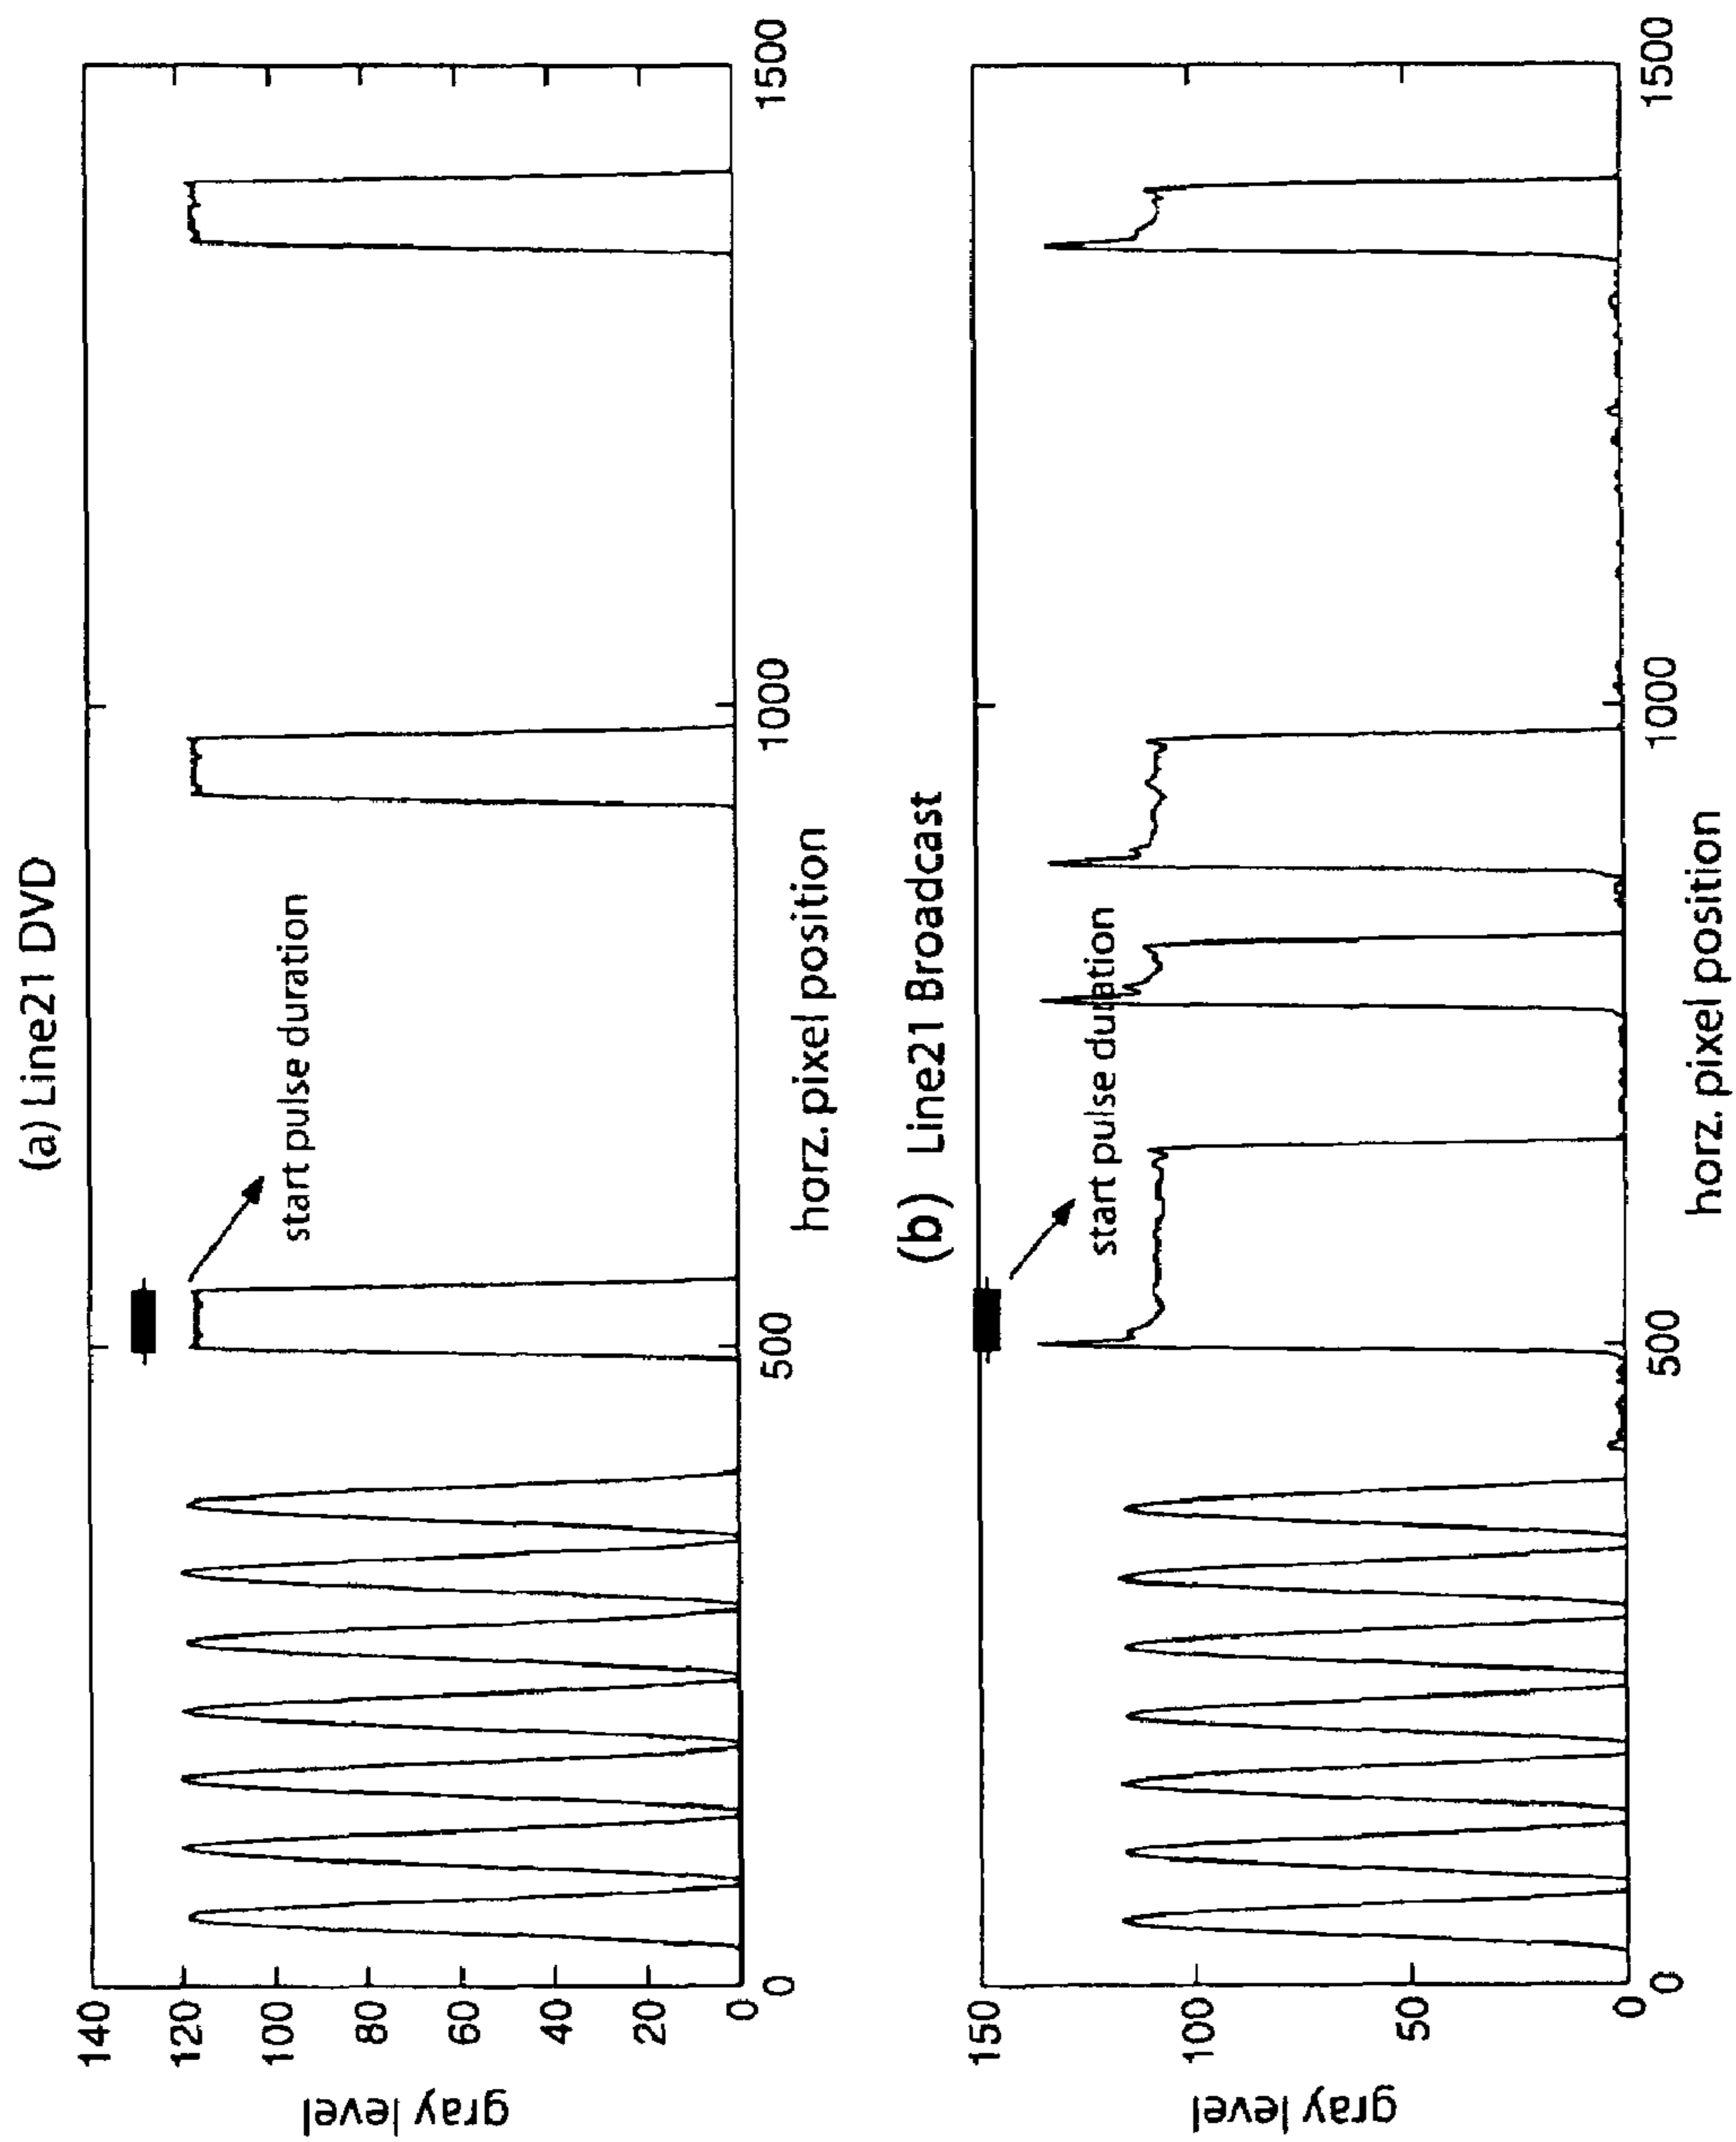 (a) Line21 DVD
140
120
100
80
60
40
20
0
gray level
start pulse duration
0
500
1000
1500
horz. pixel position
(b) Line21 Broadcast
150
100
50
0
gray level
start pulse duration
0
500
1000
1500
horz. pixel position